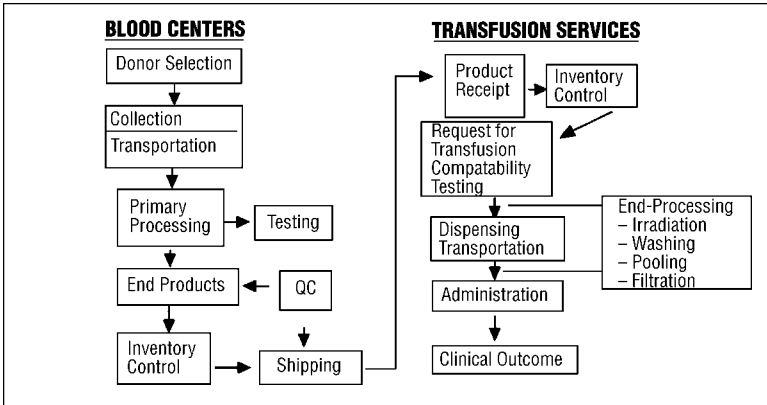 BLOOD CENTERS
Donor Selection
Collection
Transportation
Primary
Processing
Testing
End Products
QC
Inventory
Control
Shipping
TRANSFUSION SERVICES
Product
Receipt
Inventory
Control
Request for
Transfusion
Compatability
Testing
Dispensing
Transportation
End-Processing
– Irradiation
– Washing
– Pooling
– Filtration
Administration
Clinical Outcome